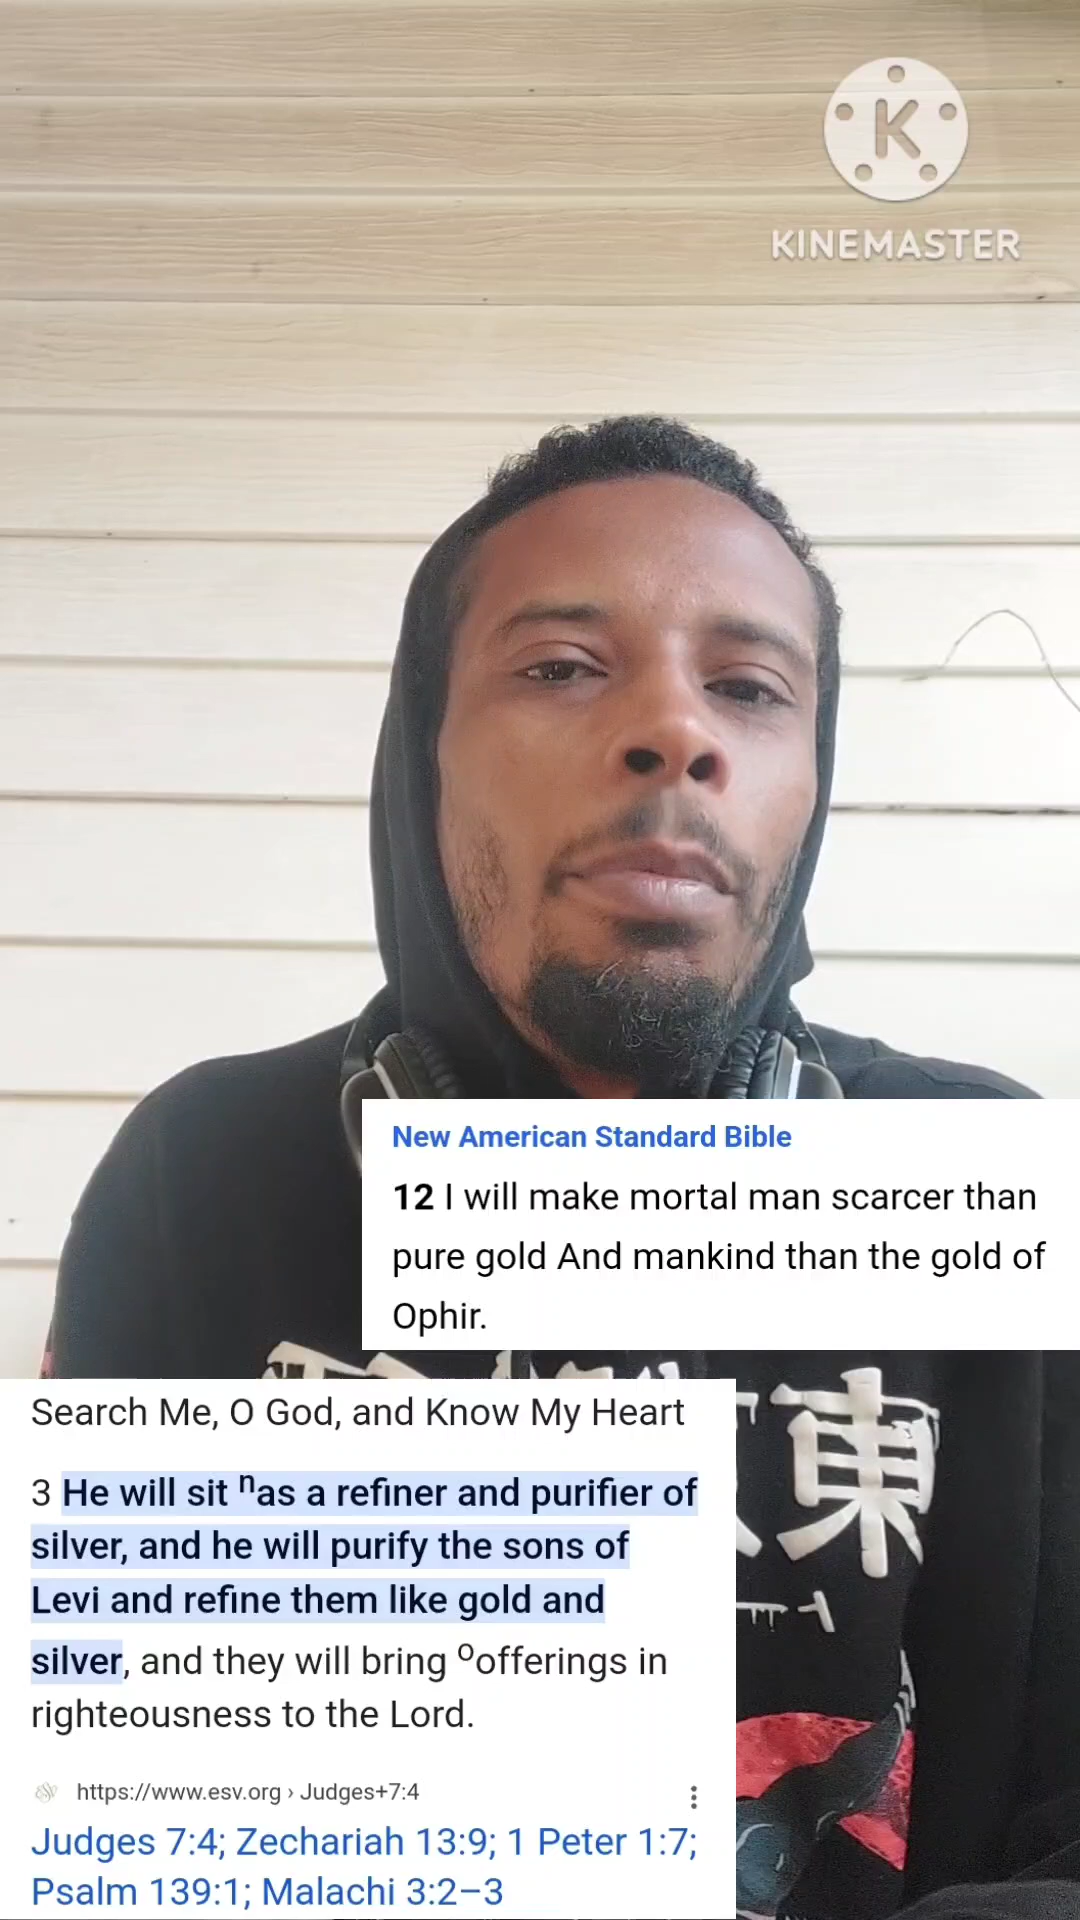 K
KINEMASTER
New American Standard Bible
12 I will make mortal man scarcer than
pure gold And mankind than the gold of
Ophir.
東
Search Me, O God, and Know My Heart
3 He will sit ⁿas a refiner and purifier of
silver, and he will purify the sons of
Levi and refine them like gold and
silver, and they will bring ᵒofferings in
righteousness to the Lord.
https://www.esv.org › Judges+7:4
Judges 7:4; Zechariah 13:9; 1 Peter 1:7;
Psalm 139:1; Malachi 3:2–3